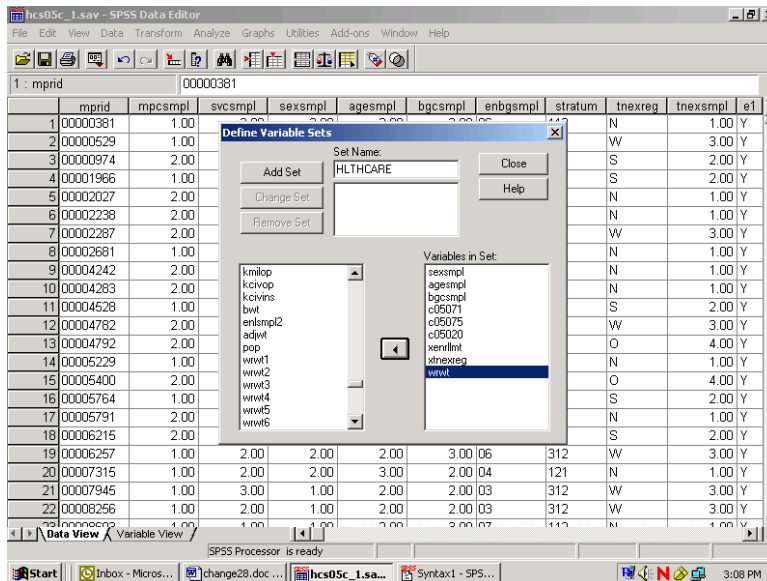 hcs05c_1.sav - SPSS Data Editor
File Edit View Data Transform Analyze Graphs Utilities Add-ons Window Help
1 : mprid 00000381
mprid mpcsmpl svcsmpl sexsmpl agesmpl bgcsmpl enbgsmpl stratum tnexreg tnexsmpl e1
1 00000381 1.00 N 1.00 Y
2 00000529 1.00 W 3.00 Y
3 00000974 2.00 S 2.00 Y
4 00001966 1.00 S 2.00 Y
5 00002027 2.00 N 1.00 Y
6 00002238 2.00 N 1.00 Y
7 00002287 2.00 W 3.00 Y
8 00002681 1.00 N 1.00 Y
9 00004242 2.00 N 1.00 Y
10 00004283 2.00 N 1.00 Y
11 00004528 1.00 S 2.00 Y
12 00004782 2.00 W 3.00 Y
13 00004792 2.00 O 4.00 Y
14 00005229 1.00 N 1.00 Y
15 00005400 2.00 O 4.00 Y
16 00005764 1.00 S 2.00 Y
17 00005791 2.00 N 1.00 Y
18 00006215 2.00 S 2.00 Y
19 00006257 1.00 2.00 2.00 2.00 3.00 06 312 W 3.00 Y
20 00007315 1.00 2.00 2.00 3.00 2.00 04 121 N 1.00 Y
21 00007945 1.00 3.00 1.00 2.00 2.00 03 312 W 3.00 Y
22 00008256 1.00 2.00 1.00 2.00 2.00 03 312 W 3.00 Y
Define Variable Sets
Set Name:
Add Set
HLTHCARE
Close
Change Set
Help
Remove Set
Variables in Set:
kmilop
kcivop
kcivins
bwt
enlsmpl2
adjwt
pop
wrwt1
wrwt2
wrwt3
wrwt4
wrwt5
wrwt6
sexsmpl
agesmpl
bgcsmpl
c05071
c05075
c05020
xenrllmt
xtnexreg
wrwt
Data View Variable View
SPSS Processor is ready
Start Inbox - Micros... change28.doc ... hcs05c_1.sa... Syntax1 - SPS... N 3:08 PM